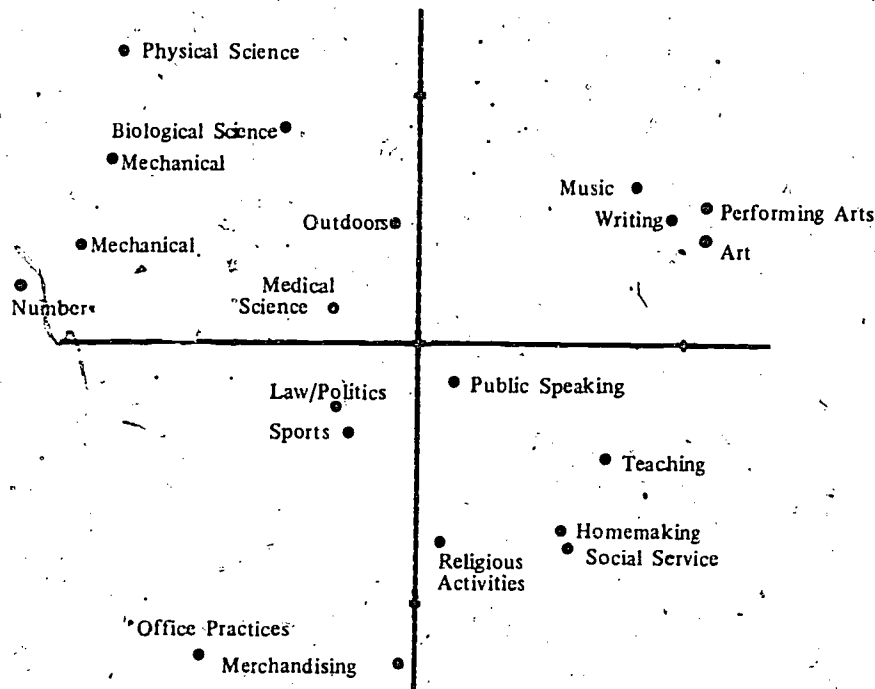 Physical Science
Biological Science
Mechanical
Music
Performing Arts
Outdoors
Writing
Mechanical
Art
Medical
Science
Number
Law/Politics
Public Speaking
Sports
Teaching
Homemaking
Religious
Activities
Social Service
Office Practices
Merchandising